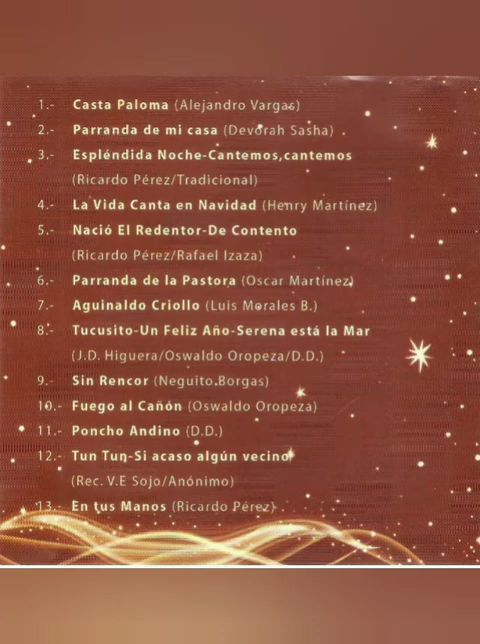 1.- Casta Paloma (Alejandro Vargas)
2.- Parranda de mi casa (Devorah Sasha)
3.- Espléndida Noche-Cantemos,cantemos
(Ricardo Pérez/Tradicional)
4.- La Vida Canta en Navidad (Henry Martínez)
5.- Nació El Redentor-De Contento
(Ricardo Pérez/Rafael Izaza)
6.- Parranda de la Pastora (Oscar Martínez)
7.- Aguinaldo Criollo (Luis Morales B.)
8.- Tucusito-Un Feliz Año-Serena está la Mar
(J.D. Higuera/Oswaldo Oropeza/D.D.)
9.- Sin Rencor (Neguito Borgas)
10.- Fuego al Cañón (Oswaldo Oropeza)
11.- Poncho Andino (D.D.)
12.- Tun Tun-Si acaso algún vecino
(Rec. V.E Sojo/Anónimo)
13.- En tus Manos (Ricardo Pérez)